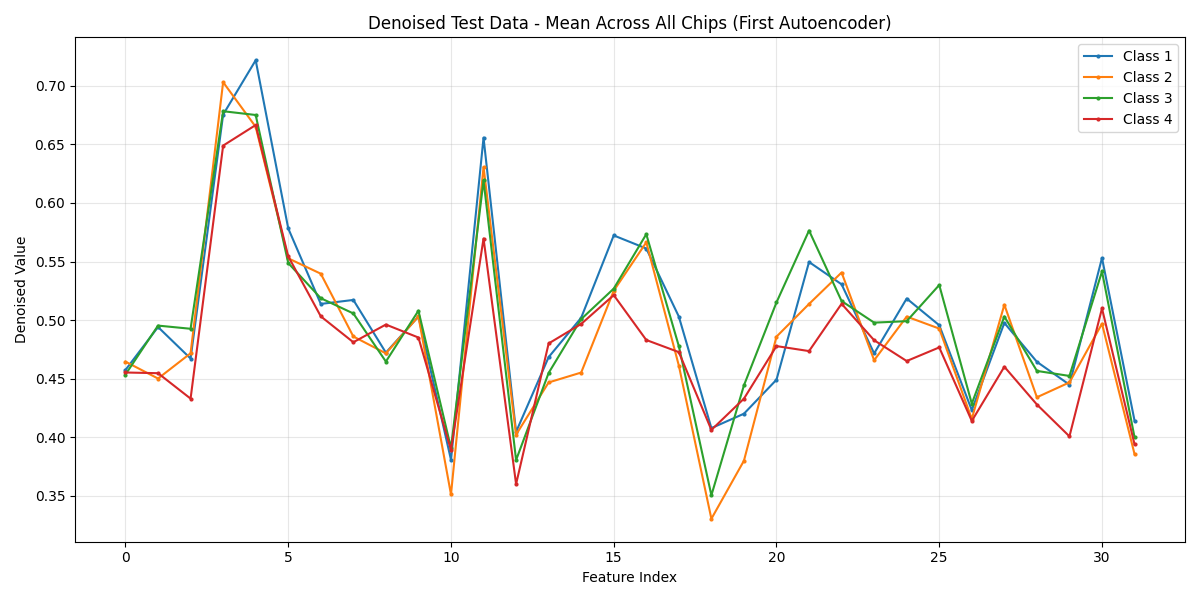 Denoised Test Data - Mean Across All Chips (First Autoencoder)
Class 1
Class 2
Class 3
Class 4
Denoised Value
0.70
0.65
0.60
0.55
0.50
0.45
0.40
0.35
0 5 10 15 20 25 30
Feature Index